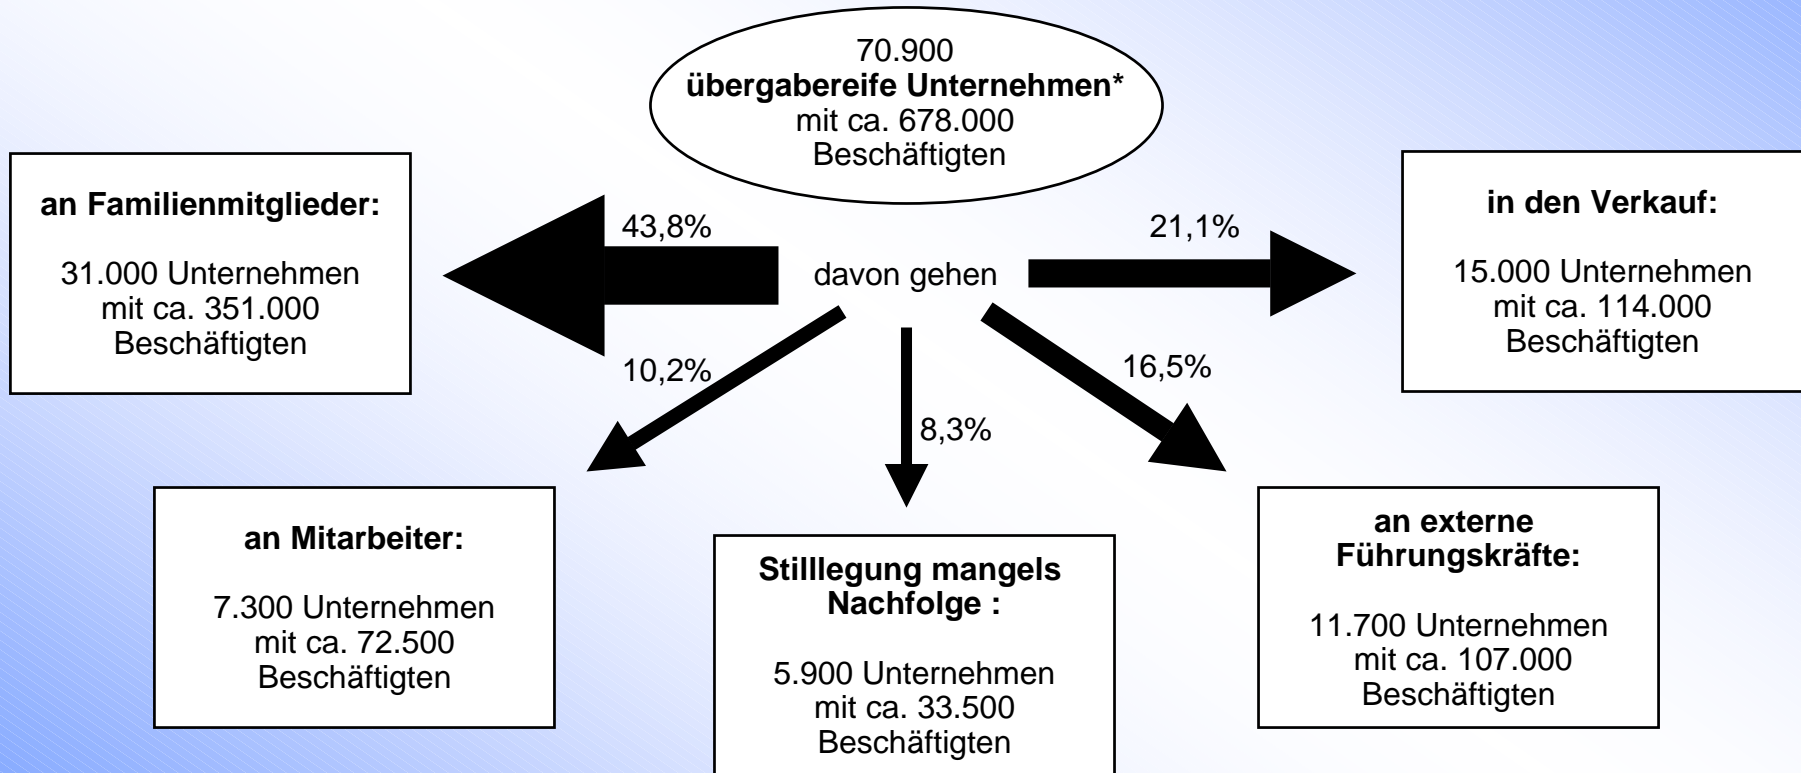 70.900
übergabereife Unternehmen*
mit ca. 678.000
Beschäftigten
an Familienmitglieder:
31.000 Unternehmen
mit ca. 351.000
Beschäftigten
43,8%
davon gehen
21,1%
in den Verkauf:
15.000 Unternehmen
mit ca. 114.000
Beschäftigten
10,2%
8,3%
16,5%
an Mitarbeiter:
7.300 Unternehmen
mit ca. 72.500
Beschäftigten
Stilllegung mangels
Nachfolge :
5.900 Unternehmen
mit ca. 33.500
Beschäftigten
an externe
Führungskräfte:
11.700 Unternehmen
mit ca. 107.000
Beschäftigten